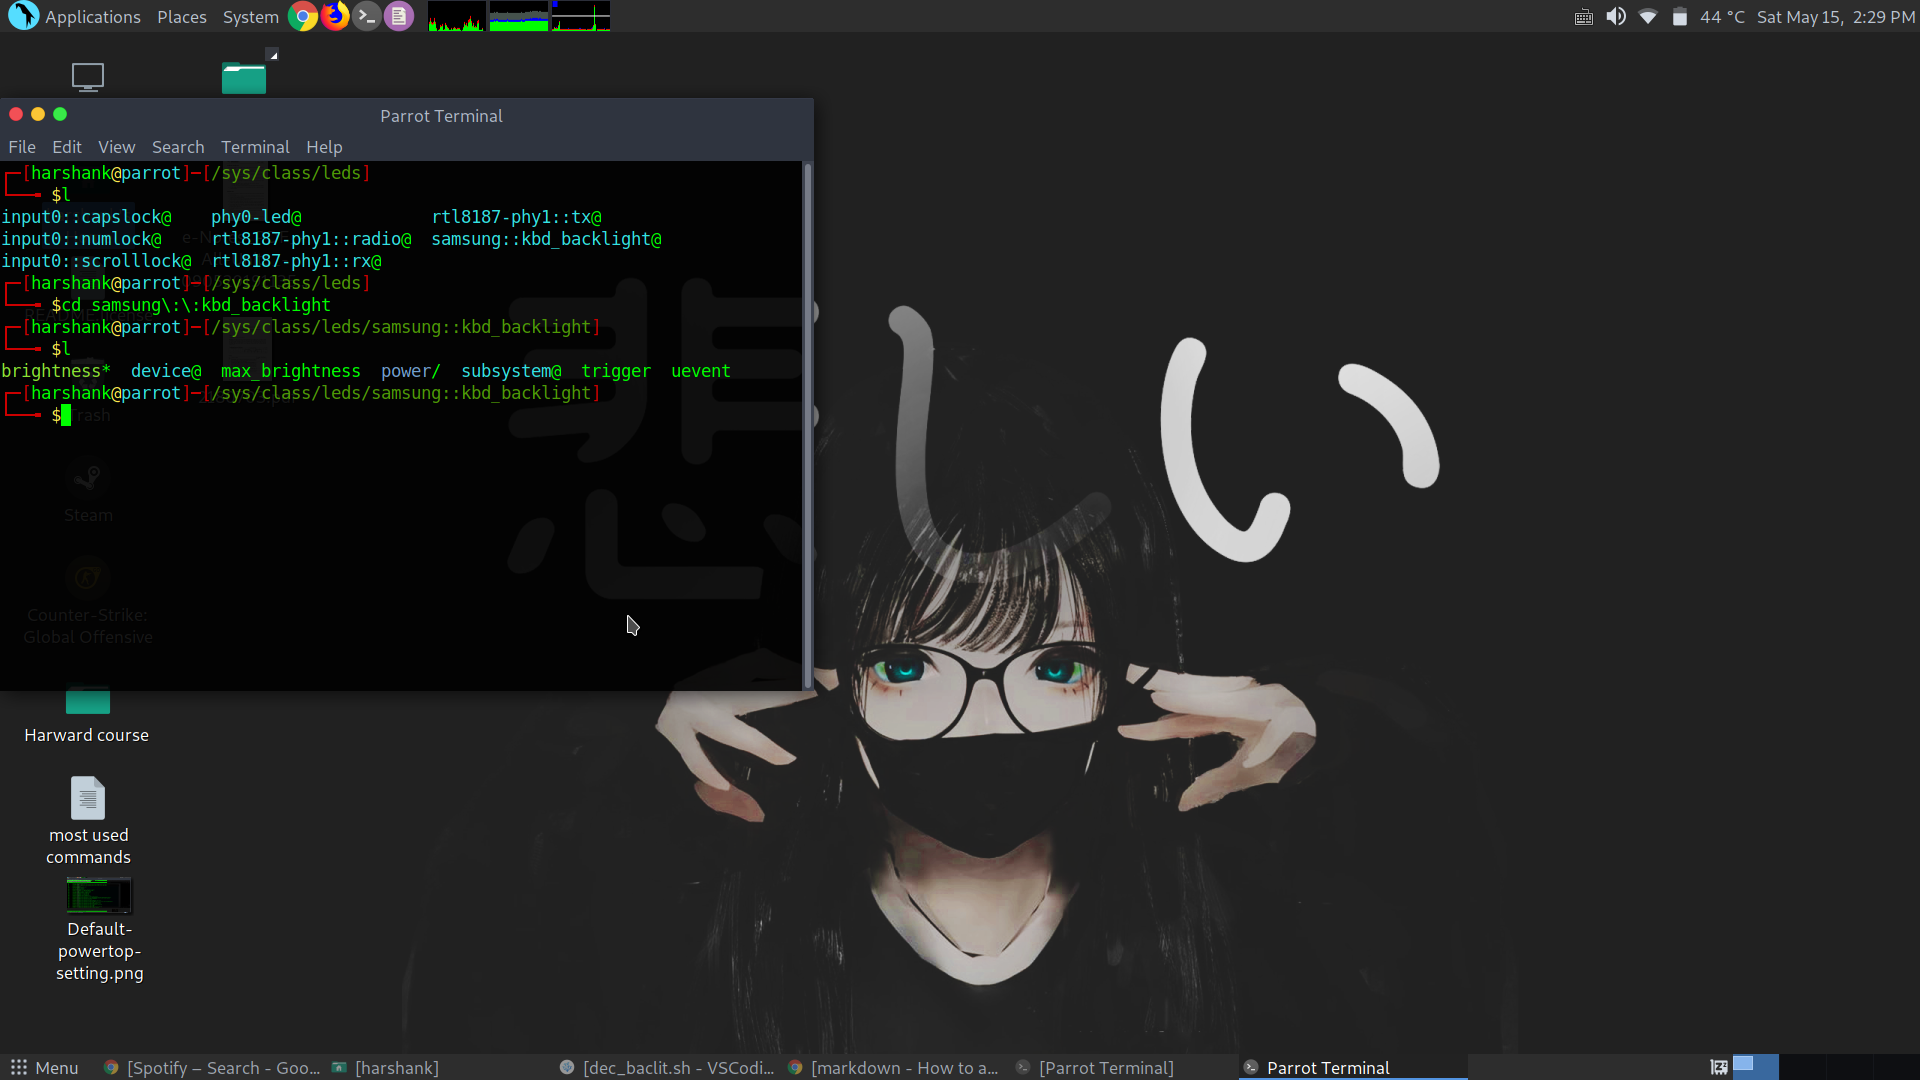 Applications Places System 44 °C Sat May 15, 2:29 PM
Parrot Terminal
File Edit View Search Terminal Help
┌─[harshank@parrot]─[/sys/class/leds]
└──╼ $l
input0::capslock@ phy0-led@ rtl8187-phy1::tx@
input0::numlock@ rtl8187-phy1::radio@ samsung::kbd_backlight@
input0::scrolllock@ rtl8187-phy1::rx@
┌─[harshank@parrot]─[/sys/class/leds]
└──╼ $cd samsung\:\:kbd_backlight
┌─[harshank@parrot]─[/sys/class/leds/samsung::kbd_backlight]
└──╼ $l
brightness* device@ max_brightness power/ subsystem@ trigger uevent
┌─[harshank@parrot]─[/sys/class/leds/samsung::kbd_backlight]
└──╼ $
Trash
Steam
Counter-Strike:
Global Offensive
悲しい
Harward course
most used
commands
Default-
powertop-
setting.png
Menu [Spotify – Search - Goo... [harshank] [dec_baclit.sh - VSCodi... [markdown - How to a... [Parrot Terminal] Parrot Terminal